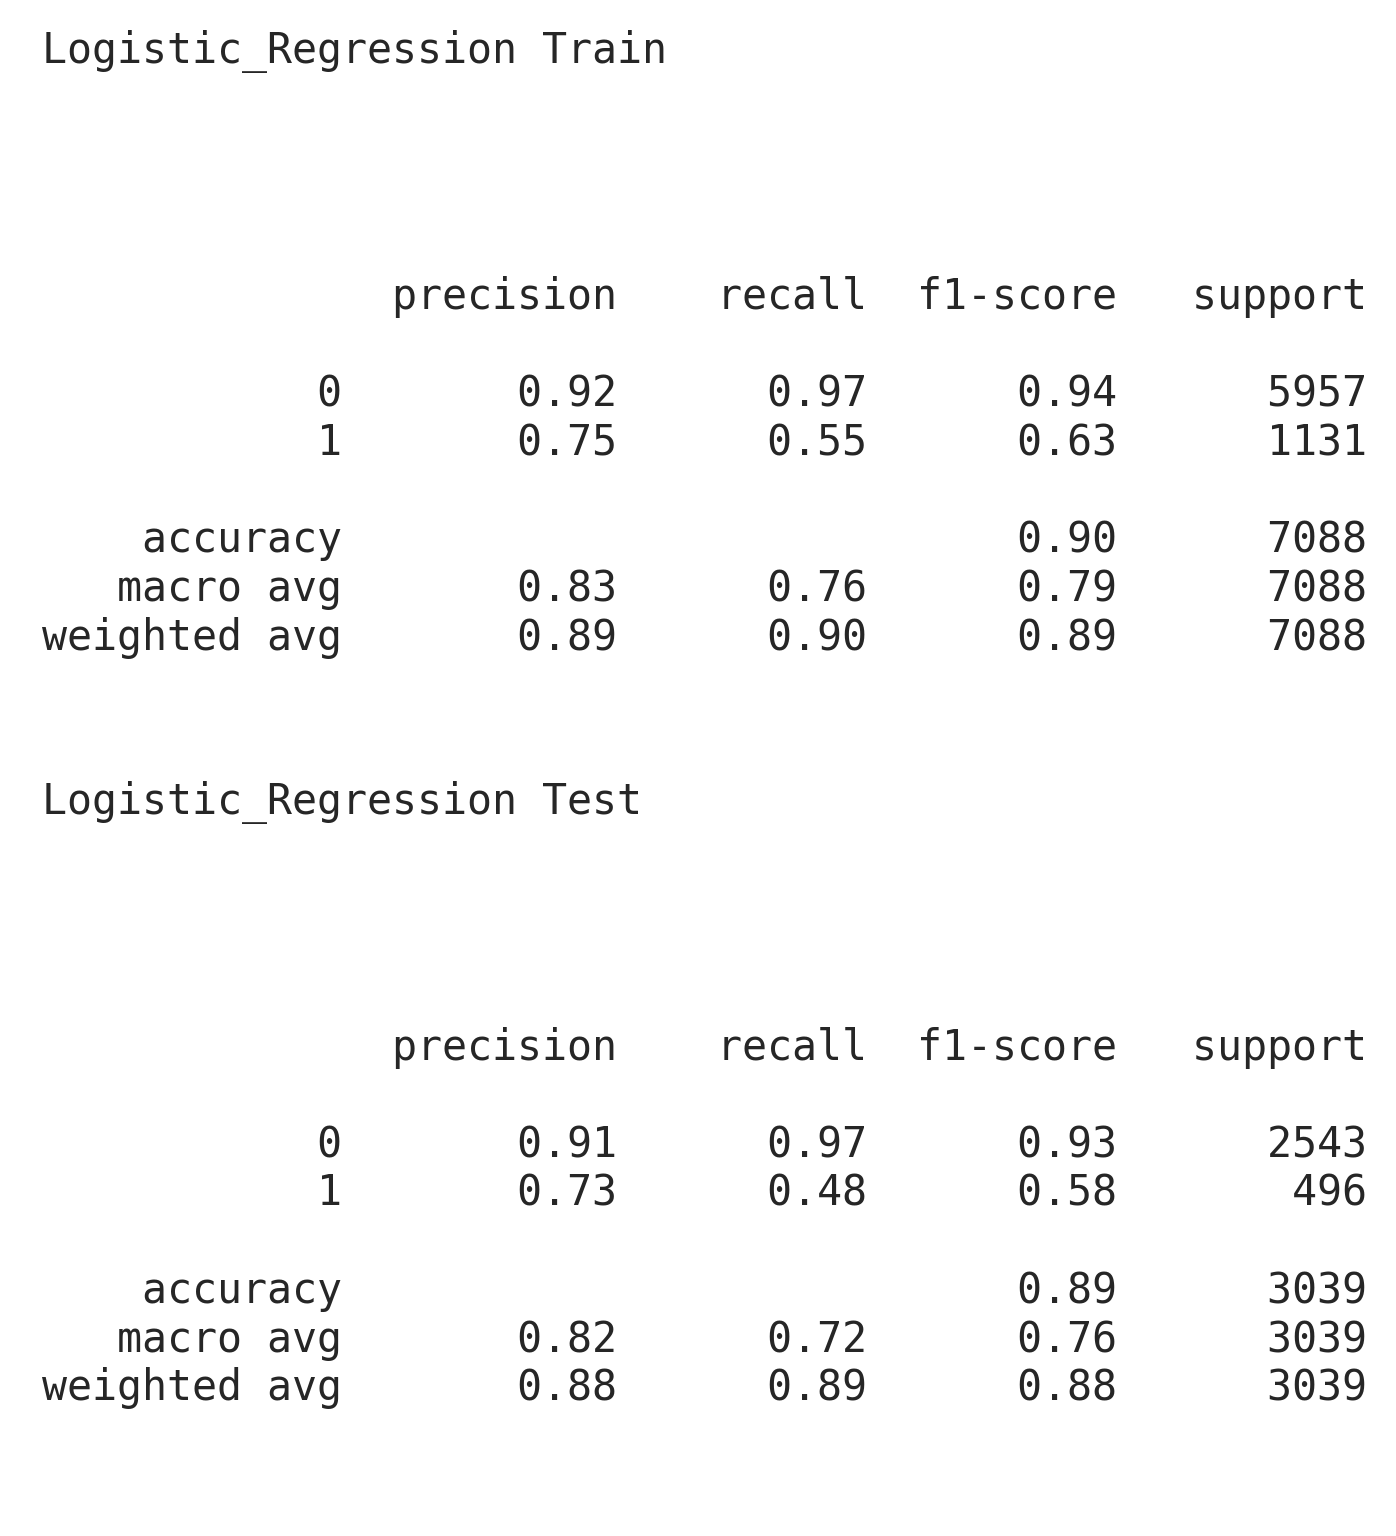 Logistic_Regression Train
precision recall f1-score support
0 0.92 0.97 0.94 5957
1 0.75 0.55 0.63 1131
accuracy 0.90 7088
macro avg 0.83 0.76 0.79 7088
weighted avg 0.89 0.90 0.89 7088
Logistic_Regression Test
precision recall f1-score support
0 0.91 0.97 0.93 2543
1 0.73 0.48 0.58 496
accuracy 0.89 3039
macro avg 0.82 0.72 0.76 3039
weighted avg 0.88 0.89 0.88 3039